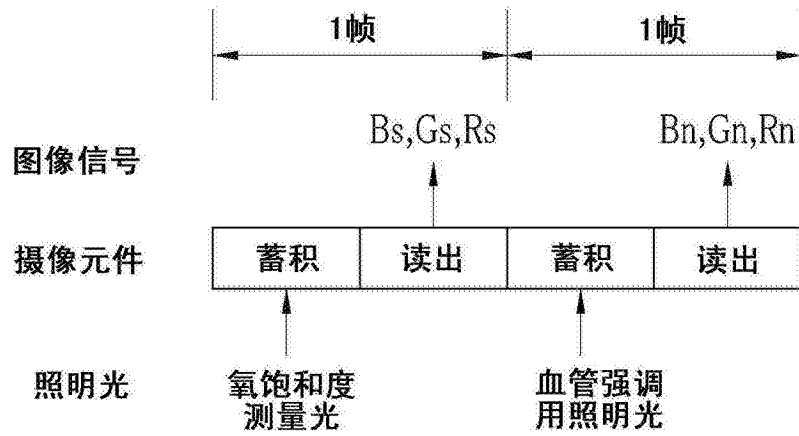 1帧 1帧
Bs,Gs,Rs Bn,Gn,Rn
图像信号
摄像元件 蓄积 读出 蓄积 读出
照明光 氧饱和度 血管强调
测量光 用照明光